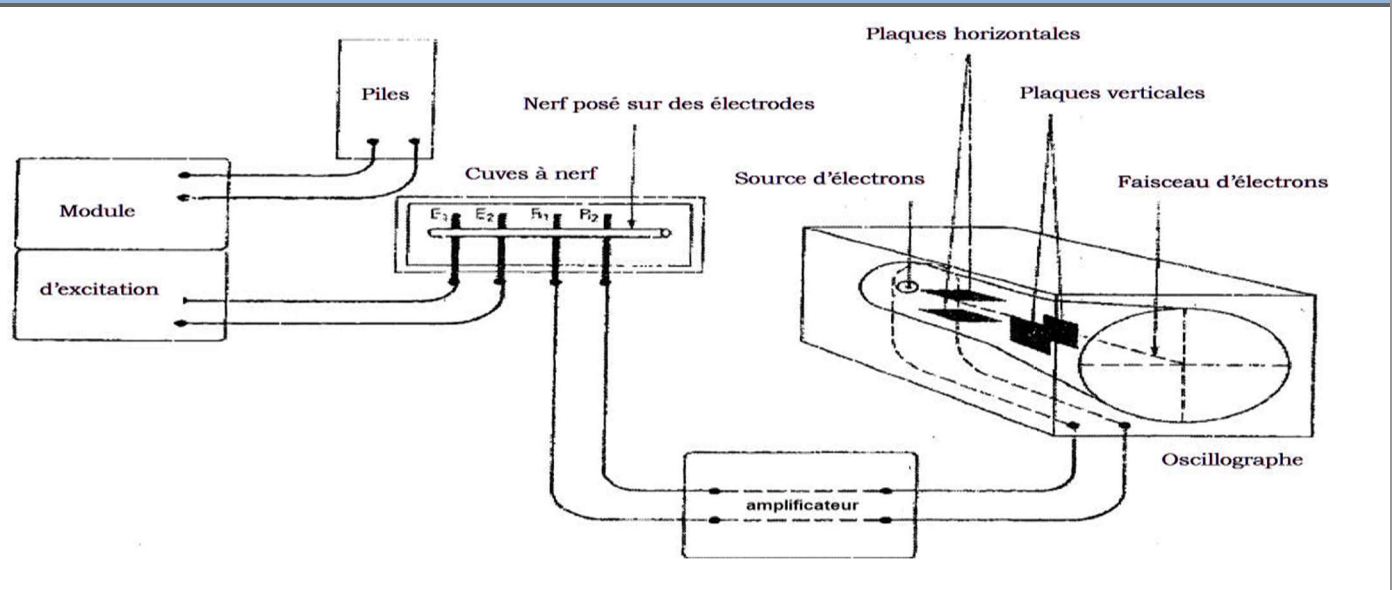 Plaques horizontales
Piles
Plaques verticales
Nerf posé sur des électrodes
Cuves à nerf
Source d'électrons
Faisceau d'électrons
Module
E1 E2 R1 R2
d'excitation
Oscillographe
amplificateur